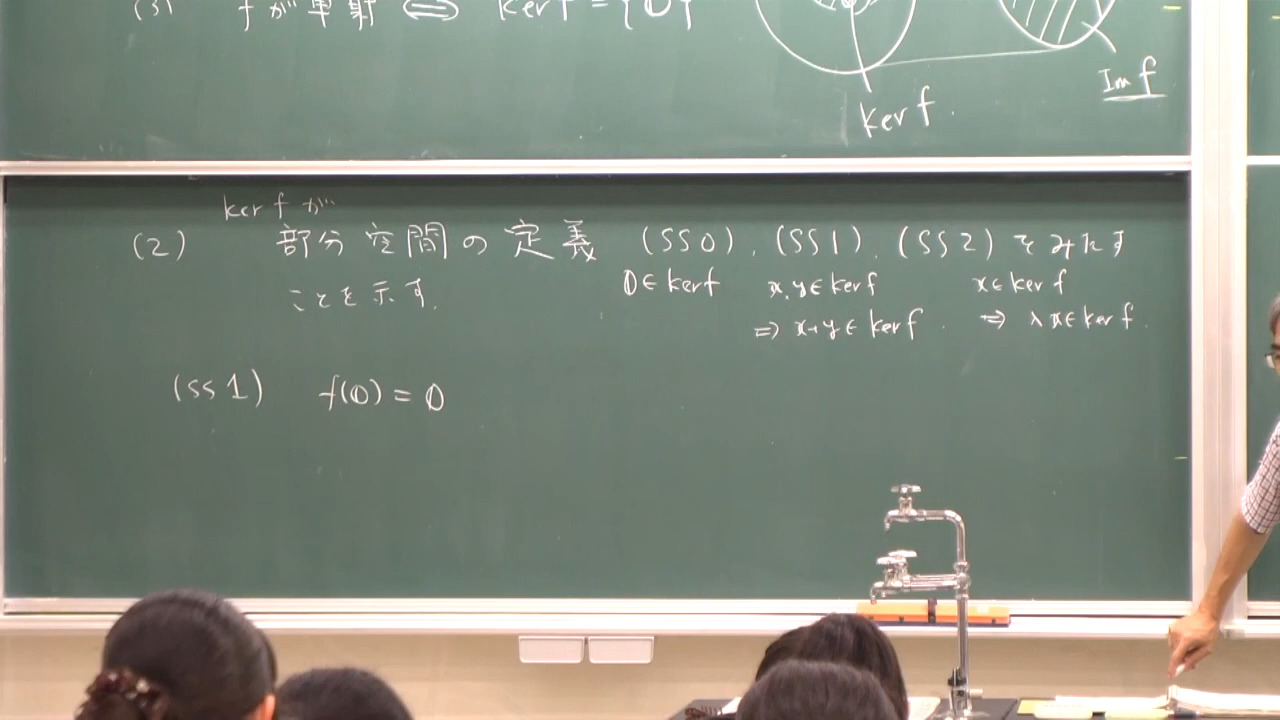 (3) fが単射 ⇔ Ker f = {0}
Im f
Ker f.
ker f が
(2) 部分空間の定義 (SS0), (SS1), (SS2) をみたす
ことを示す.
0 ∈ ker f
x, y ∈ ker f
⇒ x+y ∈ ker f.
x ∈ ker f
⇒ λx ∈ ker f.
(SS1) f(0) = 0